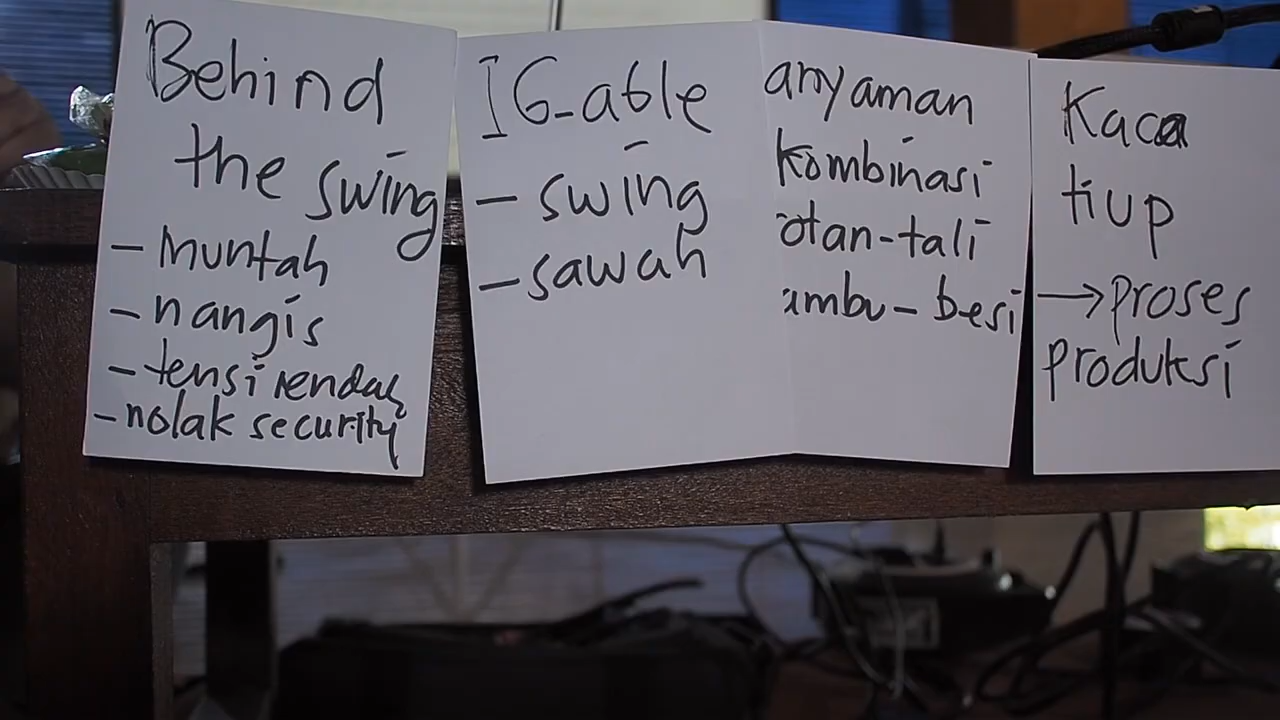 Behind
the swing
- muntah
- nangis
- tensi rendah
- nolak security
IG-able
- swing
- sawah
anyaman
kombinasi
otan-tali
ambu - besi
Kaca
tiup
→ proses
produksi